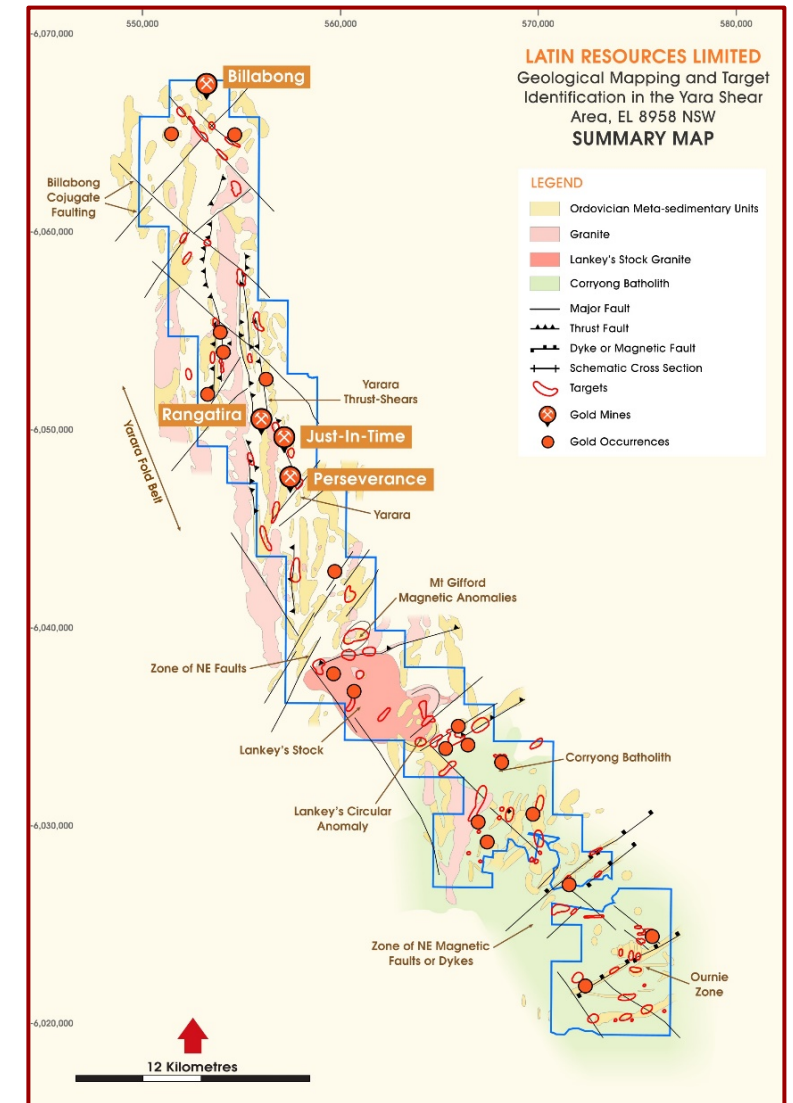 550,000
560,000
570,000
580,000
-6,070,000
LATIN RESOURCES LIMITED
Geological Mapping and Target
Identification in the Yara Shear
Area, EL 8958 NSW
SUMMARY MAP
Billabong
LEGEND
Ordovician Meta-sedimentary Units
Granite
Lankey's Stock Granite
Corryong Batholith
Major Fault
Thrust Fault
Dyke or Magnetic Fault
Schematic Cross Section
Targets
Gold Mines
Gold Occurrences
Billabong
Cojugate
Faulting
-6,060,000
Yarara
Thrust-Shears
Rangatira
-6,050,000
Just-In-Time
Yarara Fold Belt
Perseverance
Yarara
Mt Gifford
Magnetic Anomalies
-6,040,000
Zone of NE Faults
Lankey's Stock
Corryong Batholith
Lankey's Circular
Anomaly
-6,030,000
Zone of NE Magnetic
Faults or Dykes
Ournie
Zone
-6,020,000
12 Kilometres